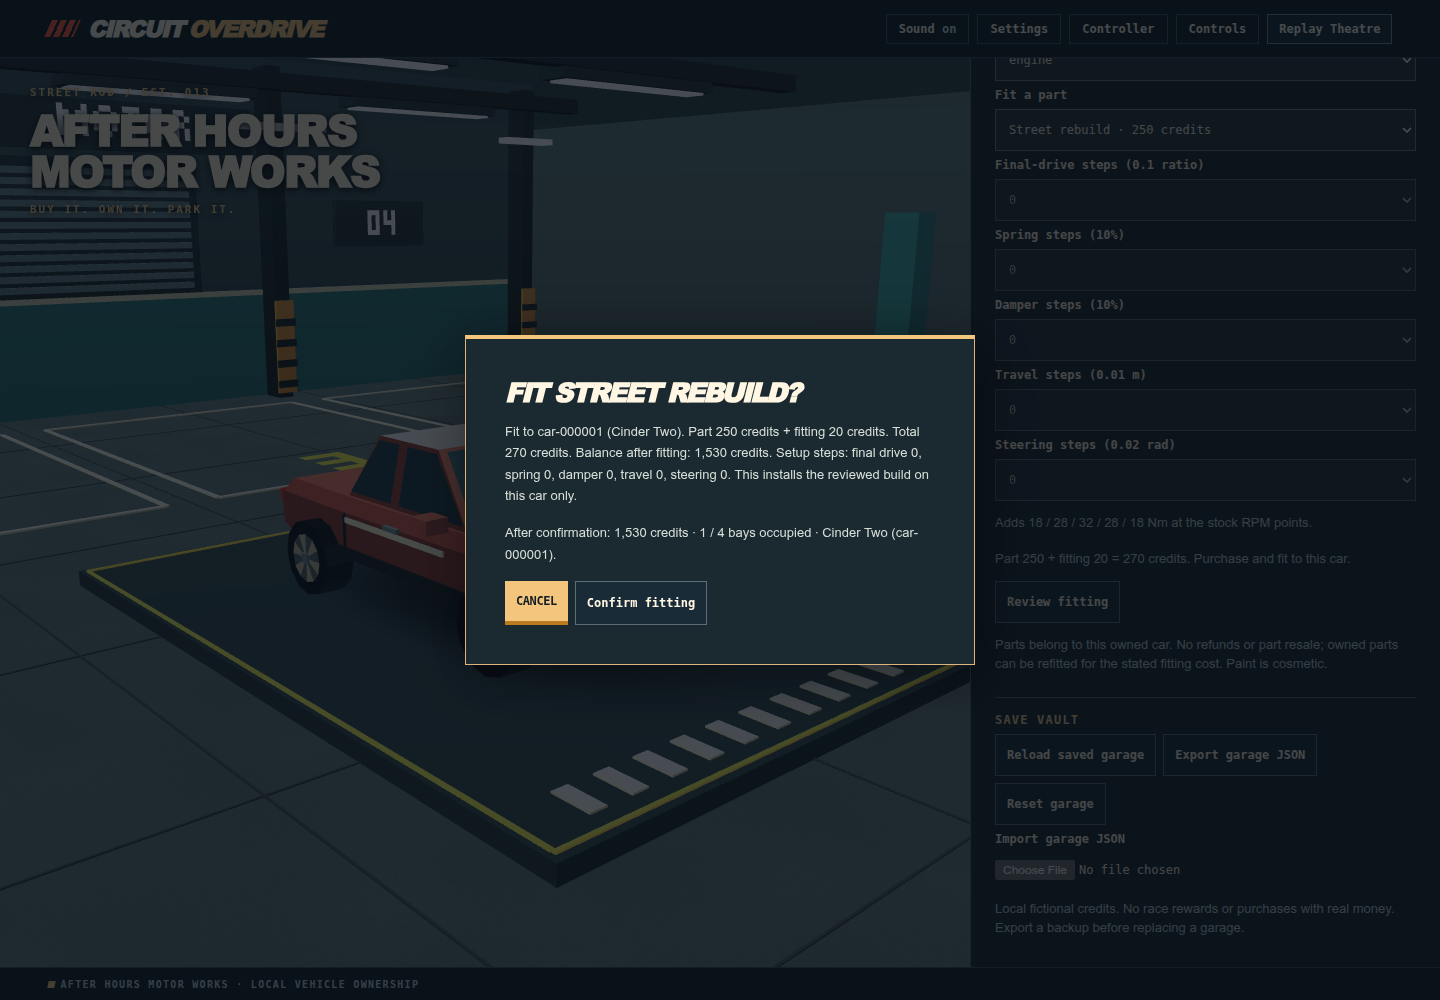 CIRCUIT OVERDRIVE
Sound on
Settings
Controller
Controls
Replay Theatre
STREET ROD / EST. 013
AFTER HOURS
MOTOR WORKS
BUY IT. OWN IT. PARK IT.
04
engine
Fit a part
Street rebuild · 250 credits
Final-drive steps (0.1 ratio)
0
Spring steps (10%)
0
Damper steps (10%)
0
Travel steps (0.01 m)
0
Steering steps (0.02 rad)
0
Adds 18 / 28 / 32 / 28 / 18 Nm at the stock RPM points.
Part 250 + fitting 20 = 270 credits. Purchase and fit to this car.
Review fitting
Parts belong to this owned car. No refunds or part resale; owned parts
can be refitted for the stated fitting cost. Paint is cosmetic.
SAVE VAULT
Reload saved garage
Export garage JSON
Reset garage
Import garage JSON
Choose File No file chosen
Local fictional credits. No race rewards or purchases with real money.
Export a backup before replacing a garage.
FIT STREET REBUILD?
Fit to car-000001 (Cinder Two). Part 250 credits + fitting 20 credits. Total
270 credits. Balance after fitting: 1,530 credits. Setup steps: final drive 0,
spring 0, damper 0, travel 0, steering 0. This installs the reviewed build on
this car only.
After confirmation: 1,530 credits · 1 / 4 bays occupied · Cinder Two (car-
000001).
CANCEL
Confirm fitting
AFTER HOURS MOTOR WORKS · LOCAL VEHICLE OWNERSHIP